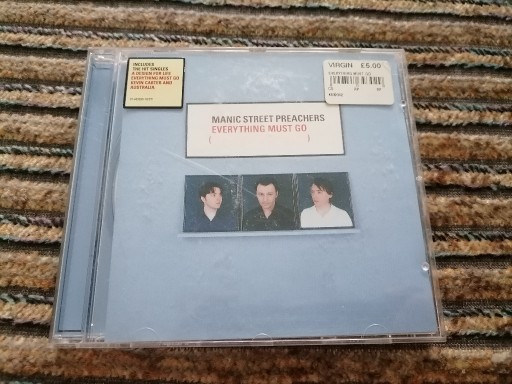 INCLUDES
THE HIT SINGLES
A DESIGN FOR LIFE
EVERYTHING MUST GO
KEVIN CARTER AND
AUSTRALIA
VIRGIN £5.00
EVERYTHING MUST GO
MANIC STREET PREACHERS
EVERYTHING MUST GO
( )